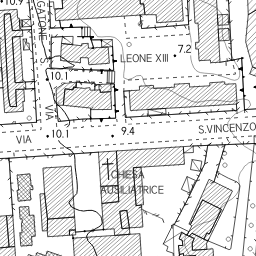 10.9
7.2
LEONE XIII
10.1
VIA
10.1
9.4
S.VINCENZO
VIA
CHIESA
AUSILIATRICE